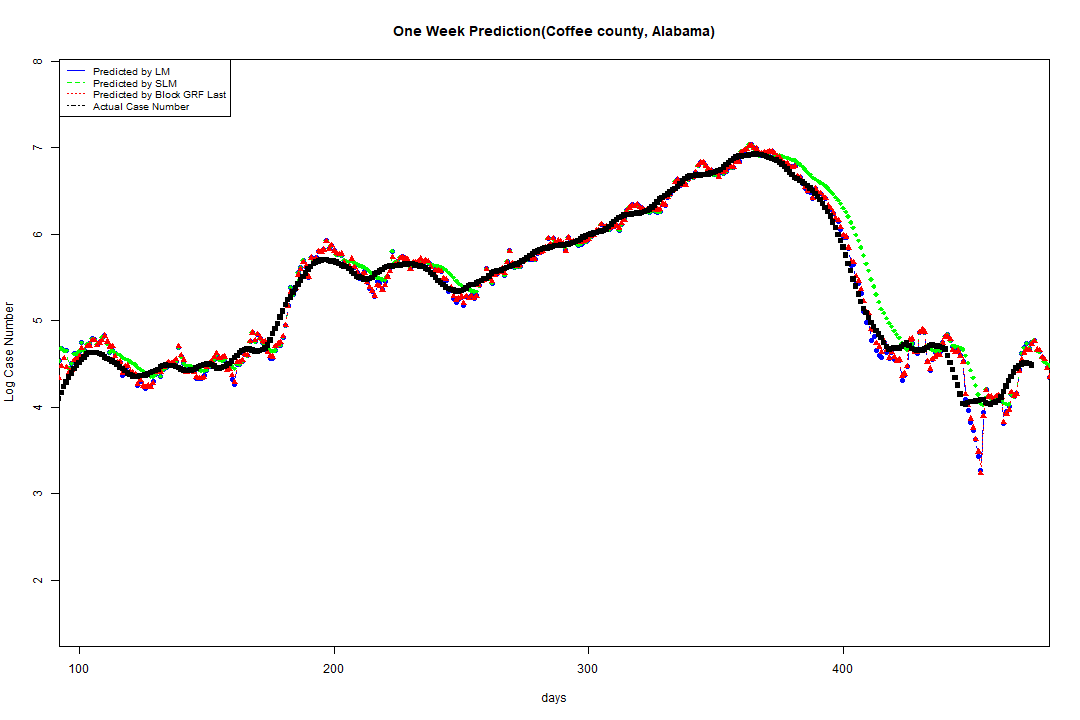 One Week Prediction(Coffee county, Alabama)
Predicted by LM
Predicted by SLM
Predicted by Block GRF Last
Actual Case Number
Log Case Number
8
7
6
5
4
3
2
100 200 300 400
days